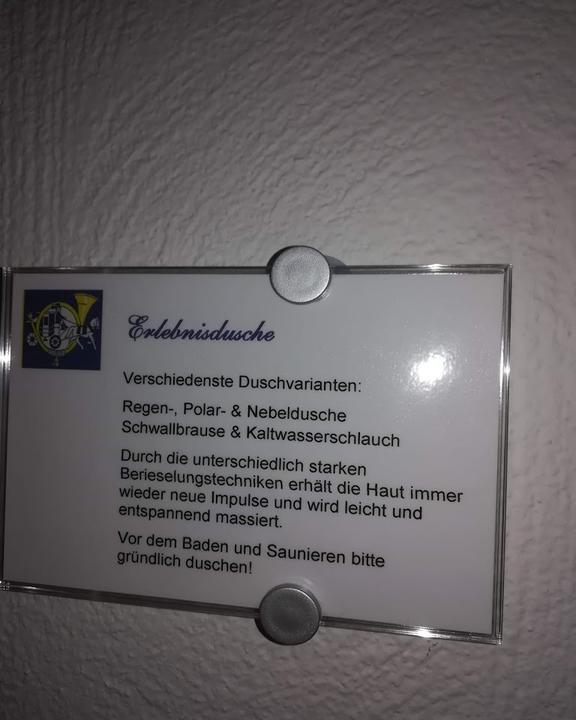 Erlebnisdusche
Verschiedenste Duschvarianten:
Regen-, Polar- & Nebeldusche
Schwallbrause & Kaltwasserschlauch
Durch die unterschiedlich starken
Berieselungstechniken erhält die Haut immer
wieder neue Impulse und wird leicht und
entspannend massiert.
Vor dem Baden und Saunieren bitte
gründlich duschen!